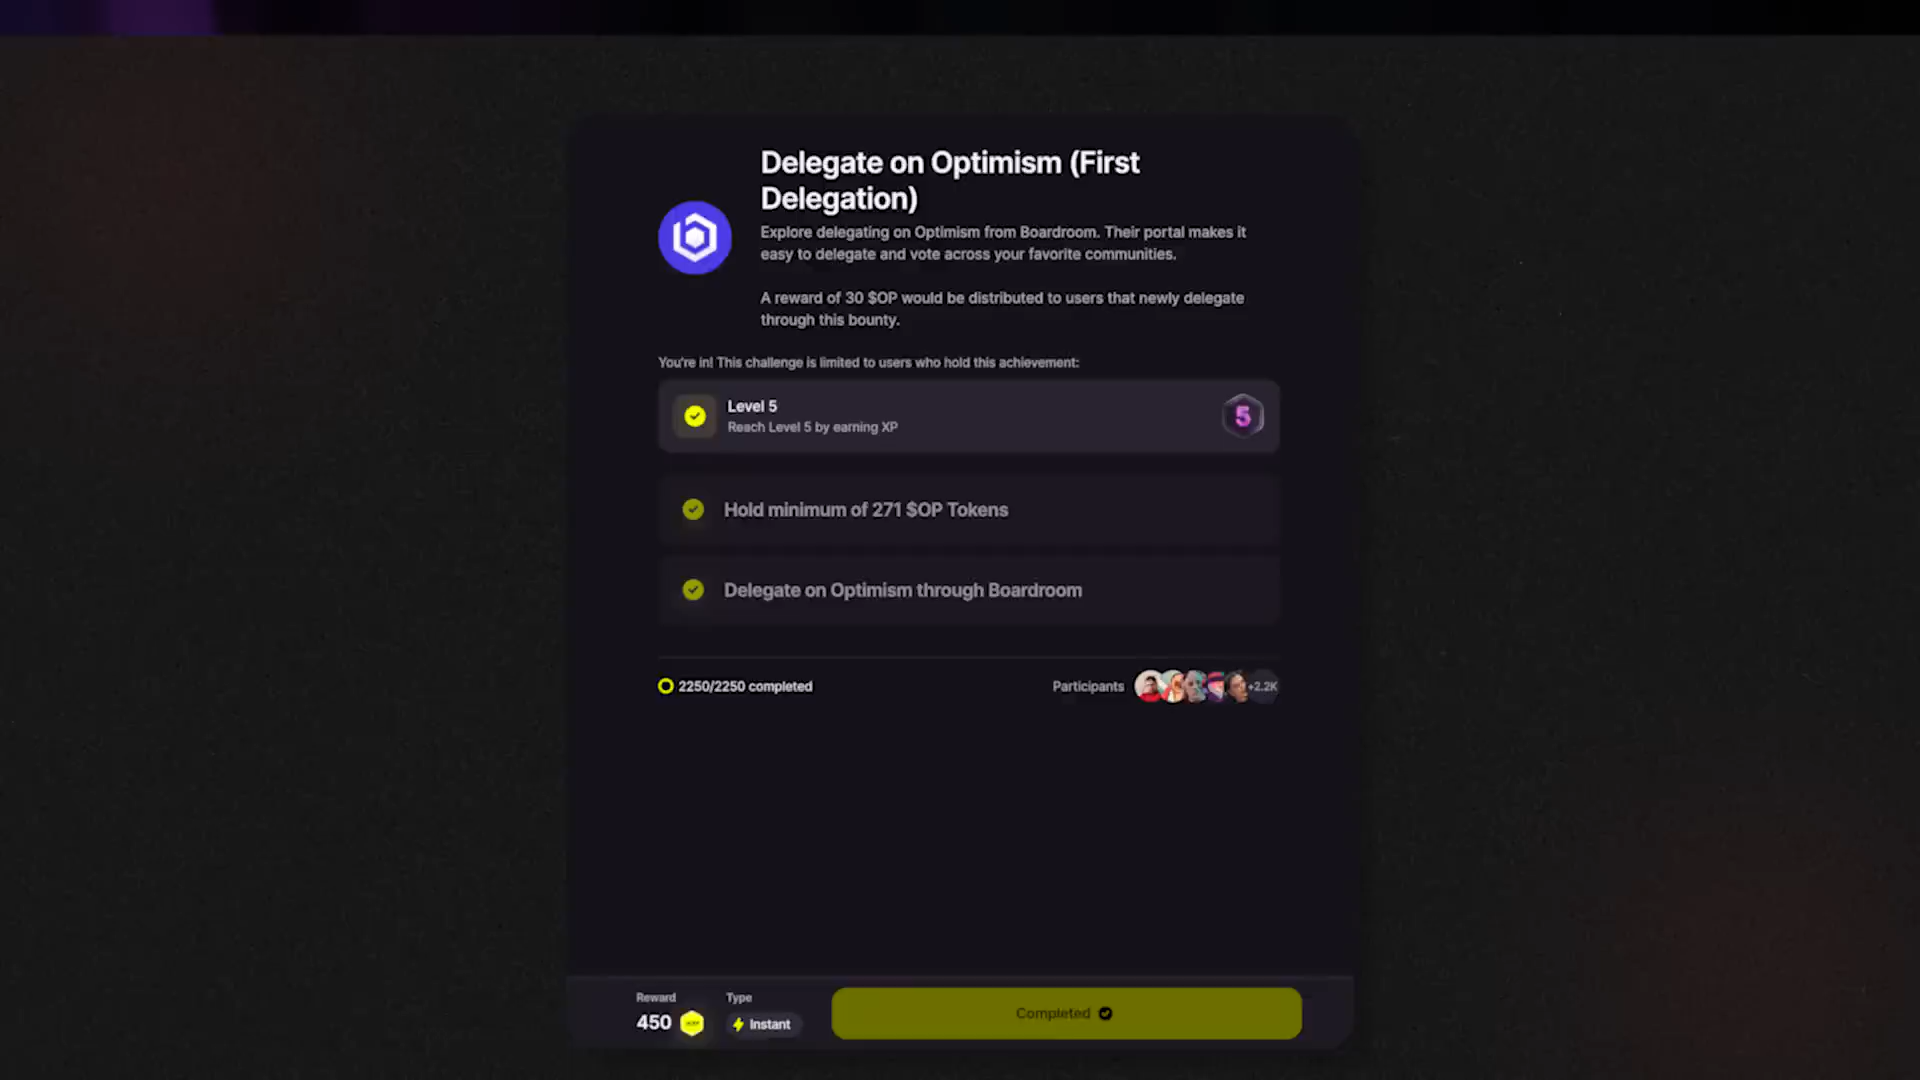 Delegate on Optimism (First
Delegation)
Explore delegating on Optimism from Boardroom. Their portal makes it
easy to delegate and vote across your favorite communities.
A reward of 30 $OP would be distributed to users that newly delegate
through this bounty.
You're in! This challenge is limited to users who hold this achievement:
Level 5
Reach Level 5 by earning XP
5
Hold minimum of 271 $OP Tokens
Delegate on Optimism through Boardroom
2250/2250 completed
Participants
+2.2K
Reward
450
Type
Instant
Completed